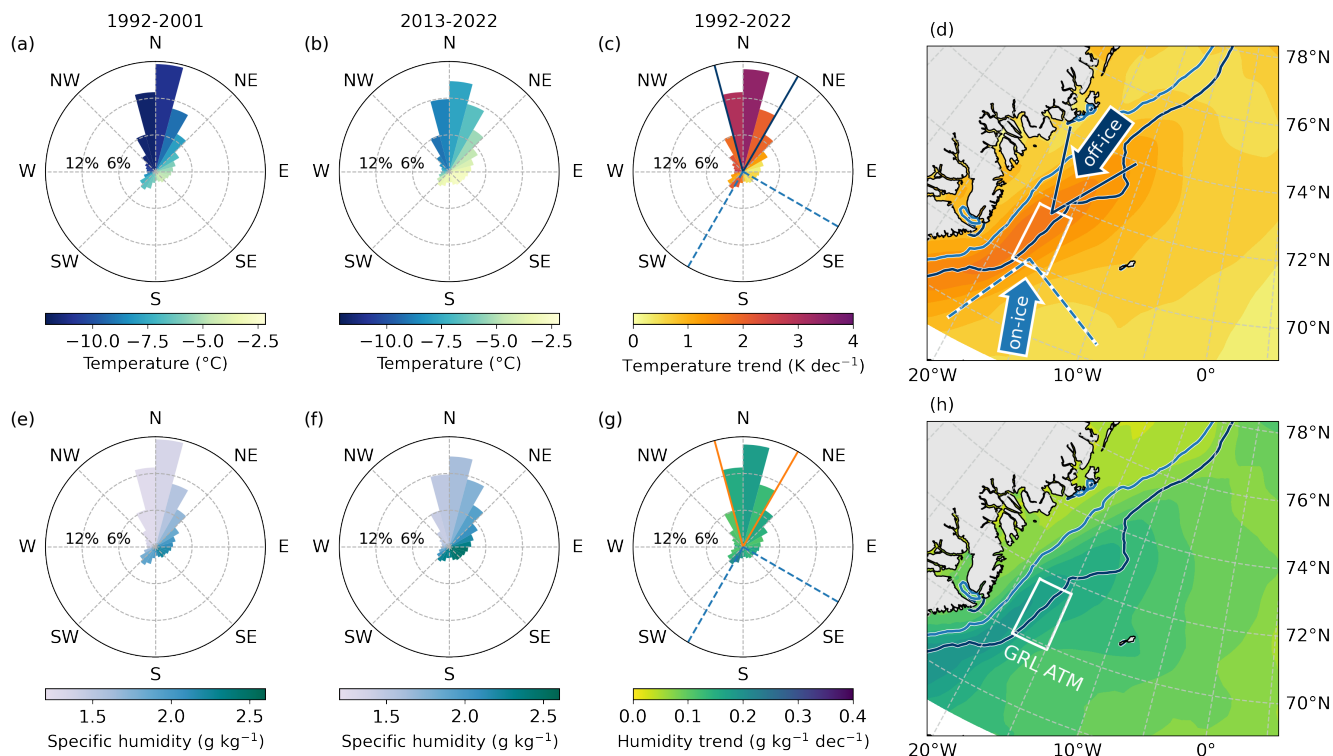 1992-2001
2013-2022
1992-2022
(a)
N
NW
NE
W
12%
6%
E
SW
SE
S
−10.0
−7.5
−5.0
−2.5
Temperature (°C)
(b)
N
NW
NE
W
12%
6%
E
SW
SE
S
−10.0
−7.5
−5.0
−2.5
Temperature (°C)
(c)
N
NW
NE
W
12%
6%
E
SW
SE
S
0
1
2
3
4
Temperature trend (K dec⁻¹)
(d)
off-ice
on-ice
78°N
76°N
74°N
72°N
70°N
20°W
10°W
0°
(e)
N
NW
NE
W
12%
6%
E
SW
SE
S
1.5
2.0
2.5
Specific humidity (g kg⁻¹)
(f)
N
NW
NE
W
12%
6%
E
SW
SE
S
1.5
2.0
2.5
Specific humidity (g kg⁻¹)
(g)
N
NW
NE
W
12%
6%
E
SW
SE
S
0.0
0.1
0.2
0.3
0.4
Humidity trend (g kg⁻¹ dec⁻¹)
(h)
GRL ATM
78°N
76°N
74°N
72°N
70°N
20°W
10°W
0°